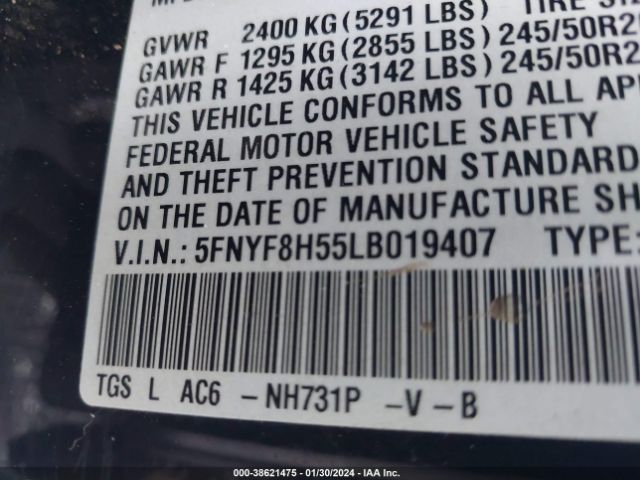 GVWR 2400 KG (5291 LBS) TIRE
GAWR F 1295 KG (2855 LBS) 245/50R2
GAWR R 1425 KG (3142 LBS) 245/50R2
THIS VEHICLE CONFORMS TO ALL AP
FEDERAL MOTOR VEHICLE SAFETY
AND THEFT PREVENTION STANDARD
ON THE DATE OF MANUFACTURE SH
V.I.N.: 5FNYF8H55LB019407 TYPE:
TGS L AC6 -NH731P -V-B
000-38621475 — 01/30/2024 — IAA Inc.